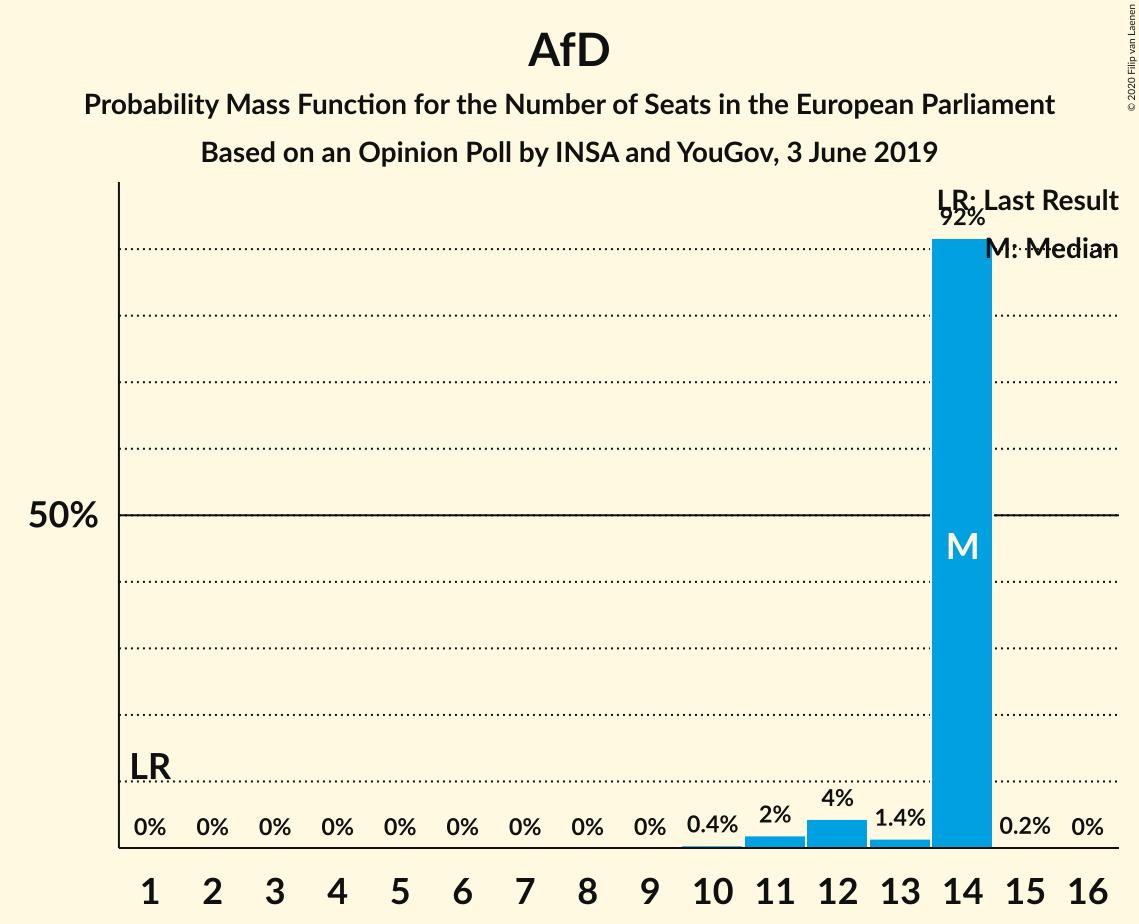 AfD
Probability Mass Function for the Number of Seats in the European Parliament
Based on an Opinion Poll by INSA and YouGov, 3 June 2019
© 2020 Filip van Laenen
LR: Last Result
M: Median
92%
50%
M
LR
0% 0% 0% 0% 0% 0% 0% 0% 0% 0.4% 2% 4% 1.4% 0.2% 0%
1 2 3 4 5 6 7 8 9 10 11 12 13 14 15 16